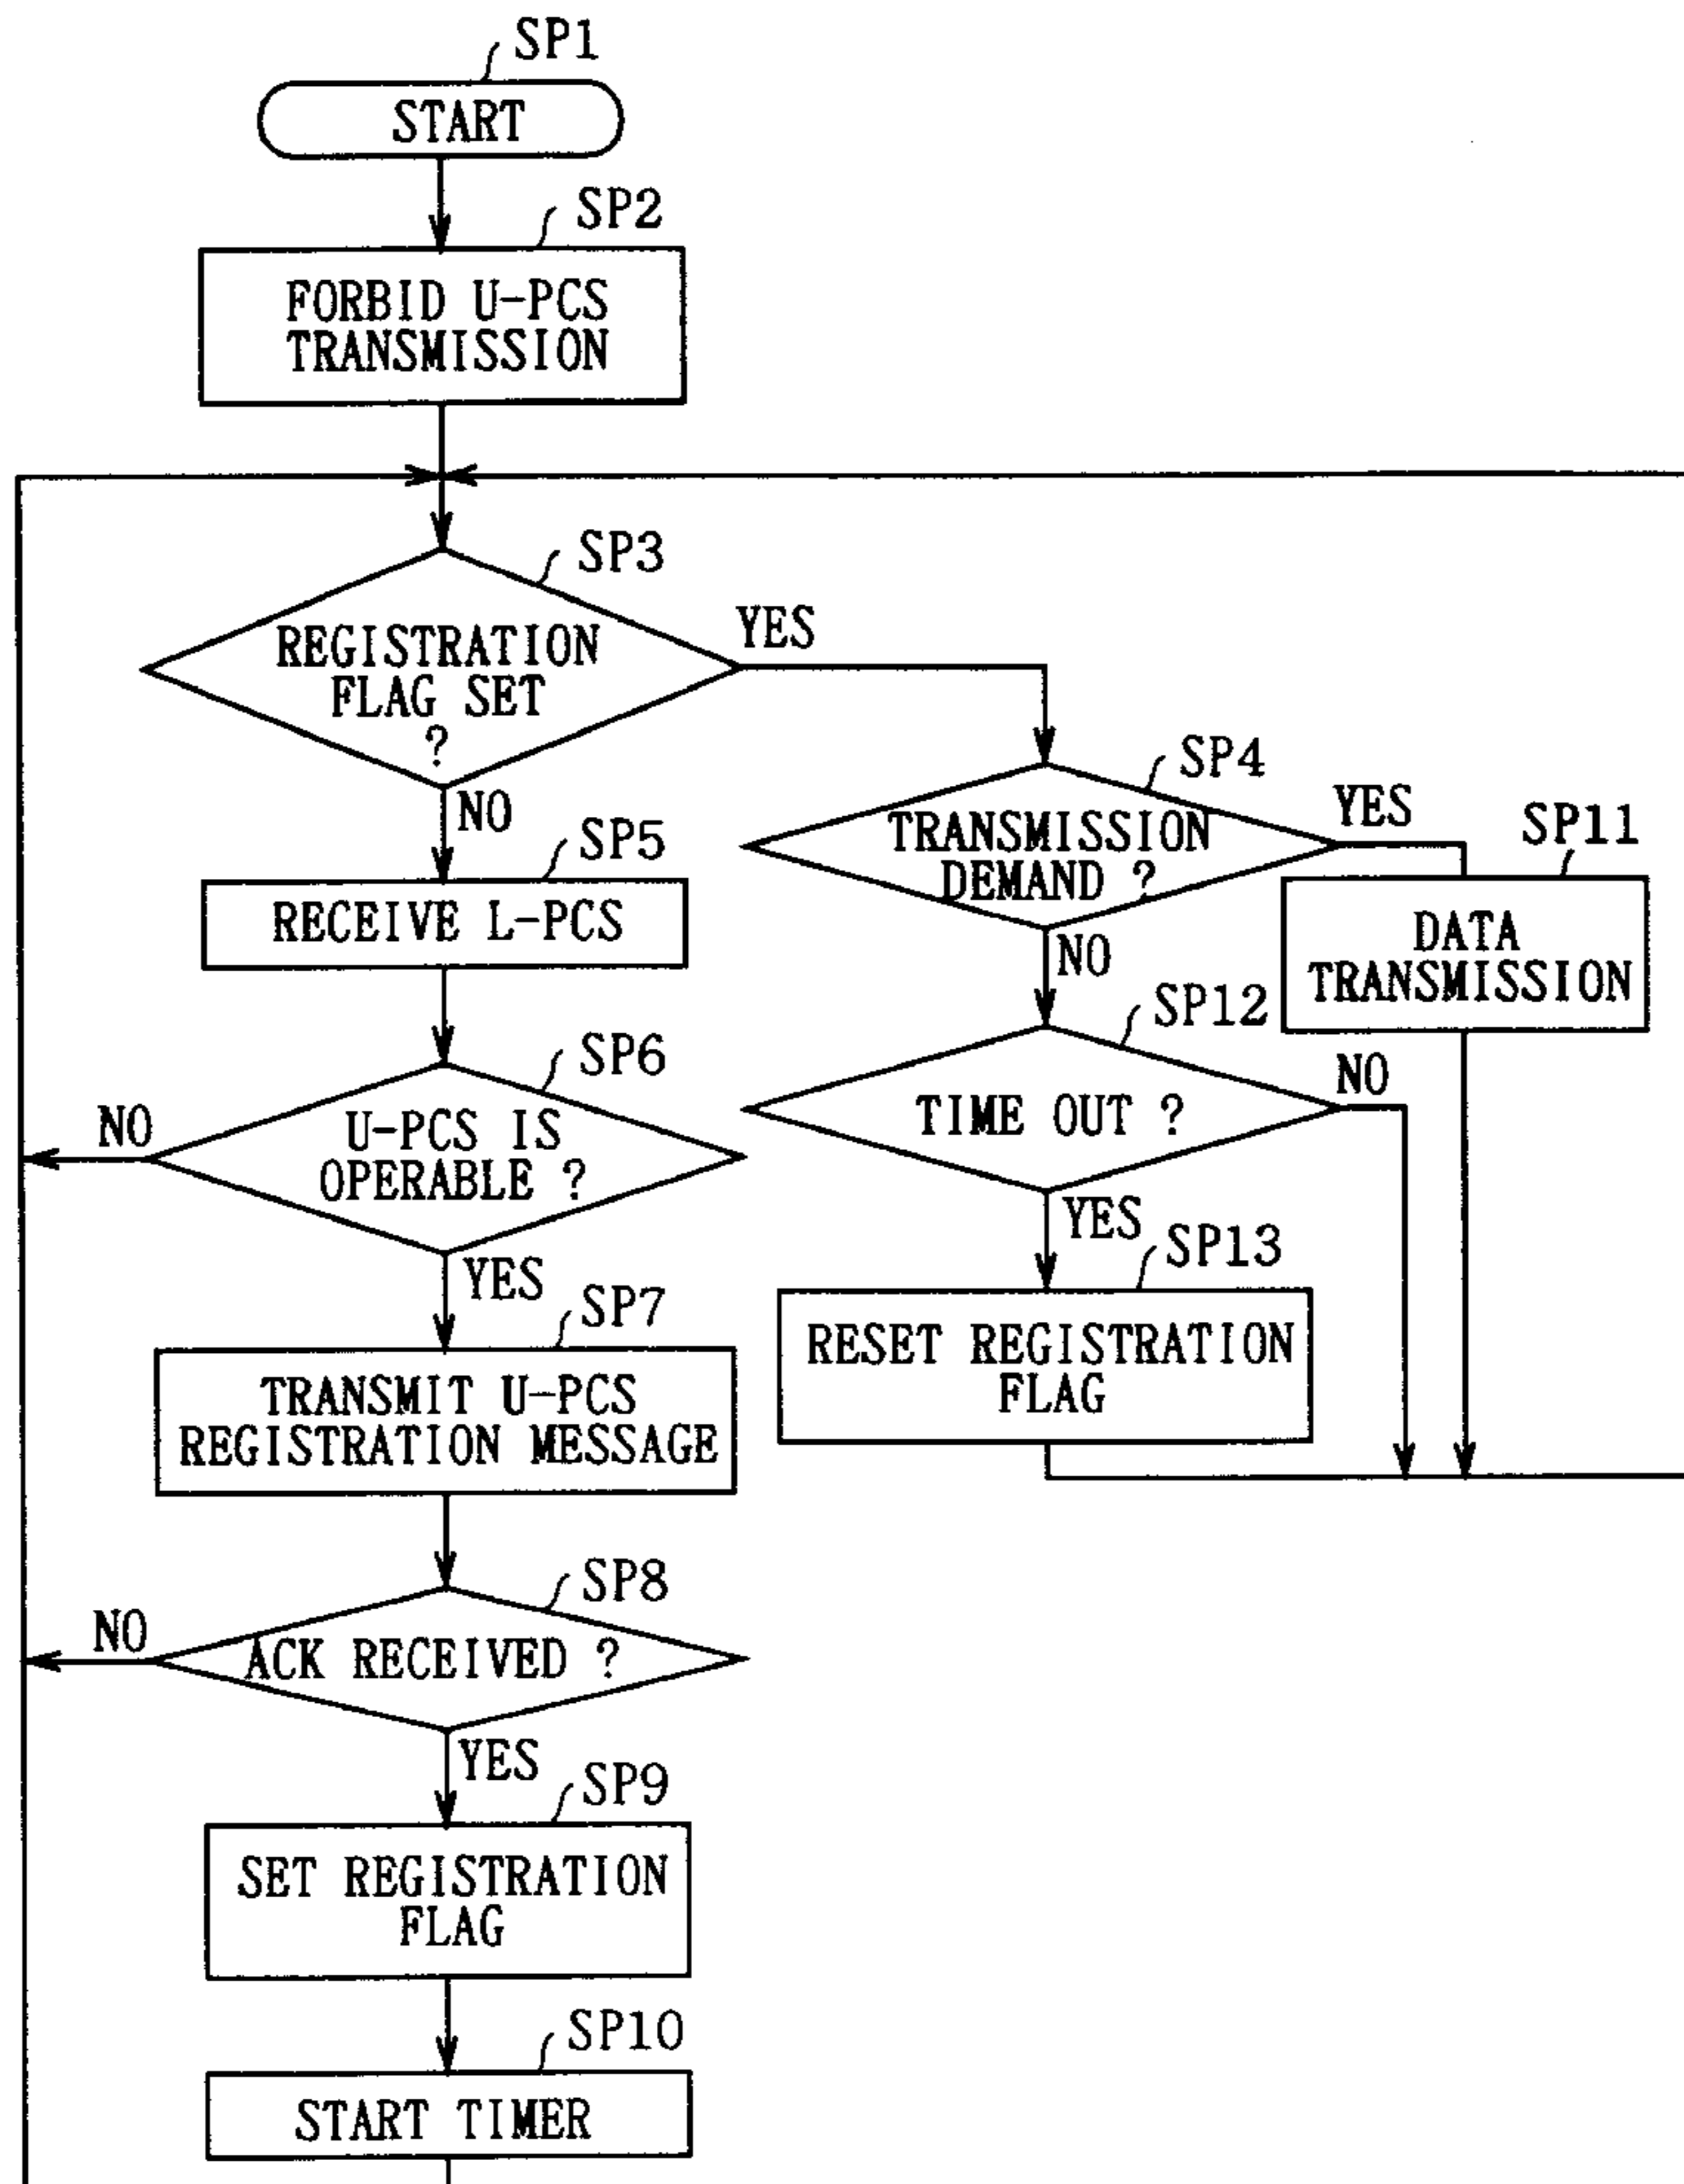 SP1
START
SP2
FORBID U-PCS
TRANSMISSION
SP3
REGISTRATION
FLAG SET
?
YES
NO
SP4
TRANSMISSION
DEMAND ?
YES
NO
SP11
DATA
TRANSMISSION
SP5
RECEIVE L-PCS
SP12
TIME OUT ?
NO
YES
SP6
U-PCS IS
OPERABLE ?
NO
YES
SP13
RESET REGISTRATION
FLAG
SP7
TRANSMIT U-PCS
REGISTRATION MESSAGE
SP8
ACK RECEIVED ?
NO
YES
SP9
SET REGISTRATION
FLAG
SP10
START TIMER